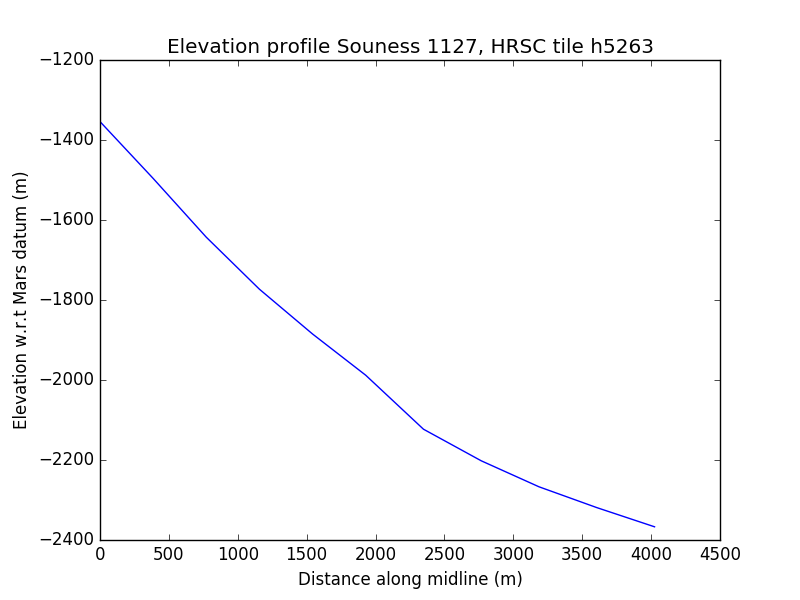 Elevation profile Souness 1127, HRSC tile h5263
−1200
−1400
−1600
−1800
−2000
−2200
−2400
Elevation w.r.t Mars datum (m)
0 500 1000 1500 2000 2500 3000 3500 4000 4500
Distance along midline (m)